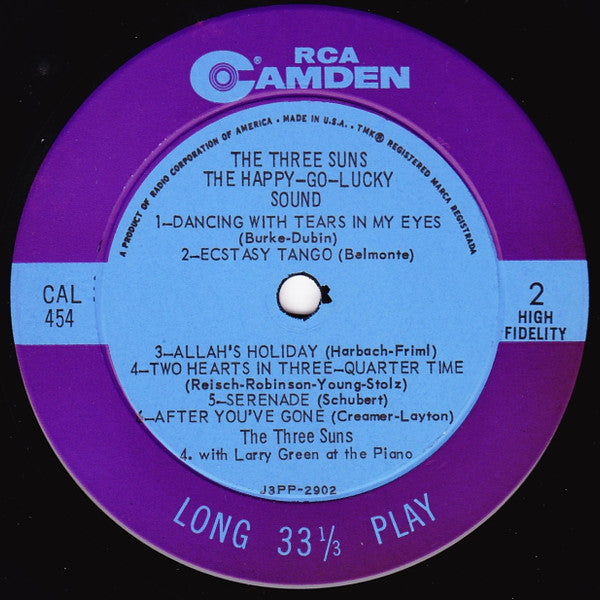 RCA
CAMDEN®
A PRODUCT OF RADIO CORPORATION OF AMERICA • MADE IN U.S.A. • TMK® REGISTERED MARCA REGISTRADA
THE THREE SUNS
THE HAPPY-GO-LUCKY
SOUND
1-DANCING WITH TEARS IN MY EYES
(Burke-Dubin)
2-ECSTASY TANGO (Belmonte)
CAL
454
2
HIGH
FIDELITY
3-ALLAH'S HOLIDAY (Harbach-Friml)
4-TWO HEARTS IN THREE-QUARTER TIME
(Reisch-Robinson-Young-Stolz)
5-SERENADE (Schubert)
6-AFTER YOU'VE GONE (Creamer-Layton)
The Three Suns
4. with Larry Green at the Piano
J3PP-2902
LONG 33 1/3 PLAY